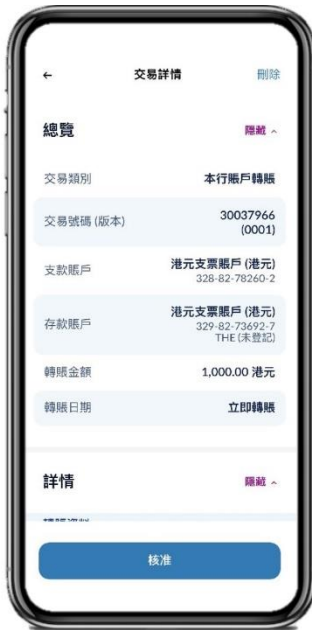 ← 交易詳情 刪除
總覽 隱藏
交易類別 本行賬戶轉賬
交易號碼 (版本) 30037966
(0001)
支款賬戶 港元支票賬戶 (港元)
328-82-78260-2
存款賬戶 港元支票賬戶 (港元)
329-82-73692-7
THE (未登記)
轉賬金額 1,000.00 港元
轉賬日期 立即轉賬
詳情 隱藏
核准